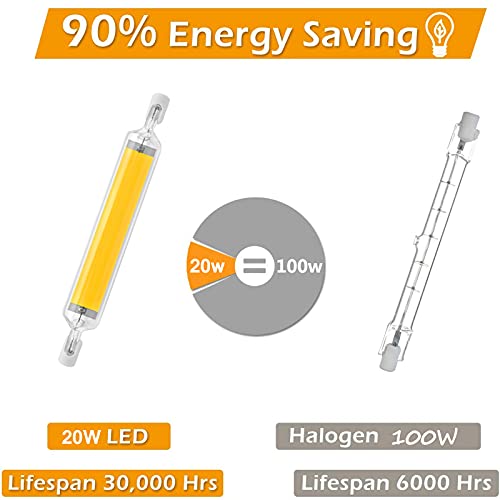 90% Energy Saving
20w = 100w
20W LED
Halogen 100W
Lifespan 30,000 Hrs
Lifespan 6000 Hrs